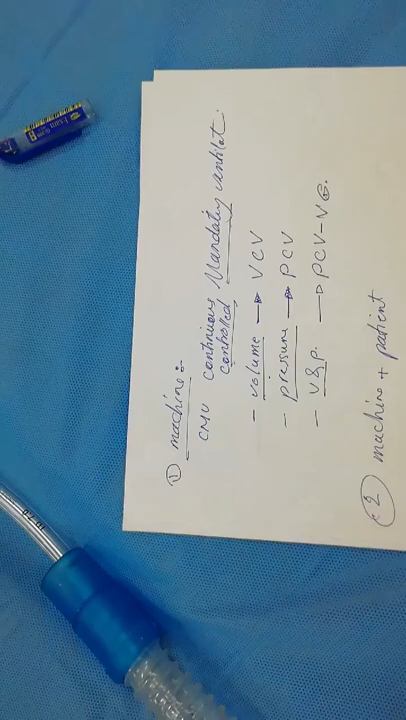 ① machine :-
CMV continuous Mandatory ventilat.
controlled
- volume → VCV
- pressure → PCV
- V&P. → PCV-VG.
② machine + patient